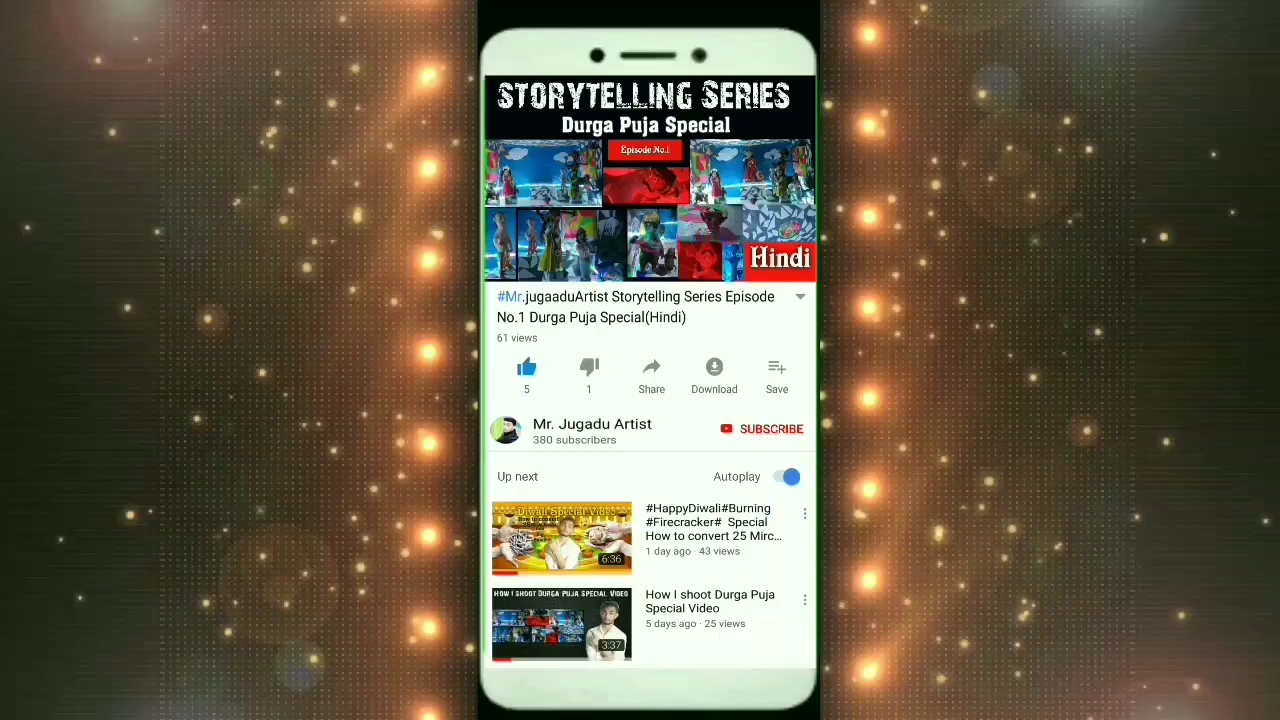 STORYTELLING SERIES
Durga Puja Special
Episode No.1
Hindi
#Mr.jugaaduArtist Storytelling Series Episode
No.1 Durga Puja Special(Hindi)
61 views
5
1
Share
Download
Save
Mr. Jugadu Artist
380 subscribers
SUBSCRIBE
Up next
Autoplay
Diwali Special Video
How to convert
6:36
#HappyDiwali#Burning
#Firecracker# Special
How to convert 25 Mirc...
1 day ago · 43 views
How I shoot Durga Puja Special Video
3:37
How I shoot Durga Puja
Special Video
5 days ago · 25 views